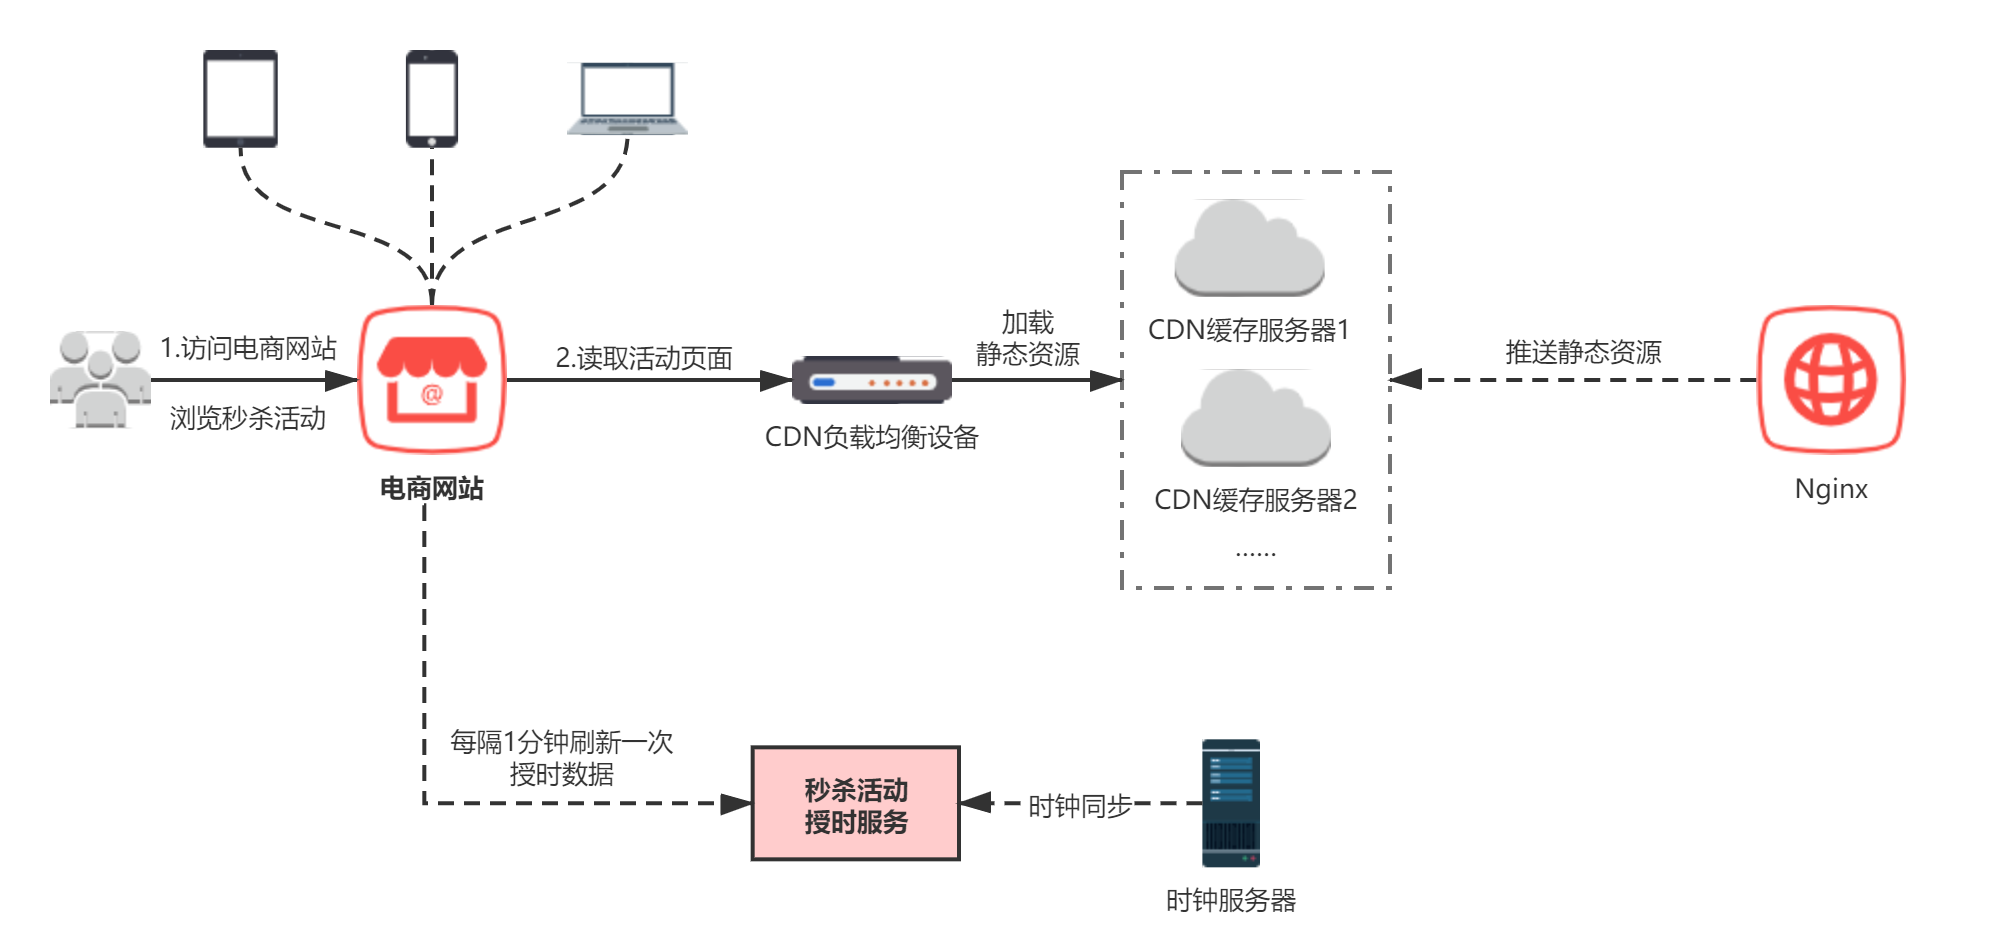 1.访问电商网站
浏览秒杀活动
@
电商网站
2.读取活动页面
CDN负载均衡设备
加载
静态资源
CDN缓存服务器1
CDN缓存服务器2
......
推送静态资源
Nginx
每隔1分钟刷新一次
授时数据
秒杀活动
授时服务
时钟同步
时钟服务器